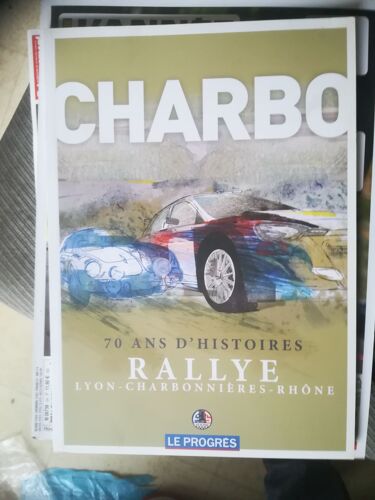 CHARBO
70 ANS D'HISTOIRES
RALLYE
LYON-CHARBONNIÈRES-RHÔNE
LE PROGRÈS